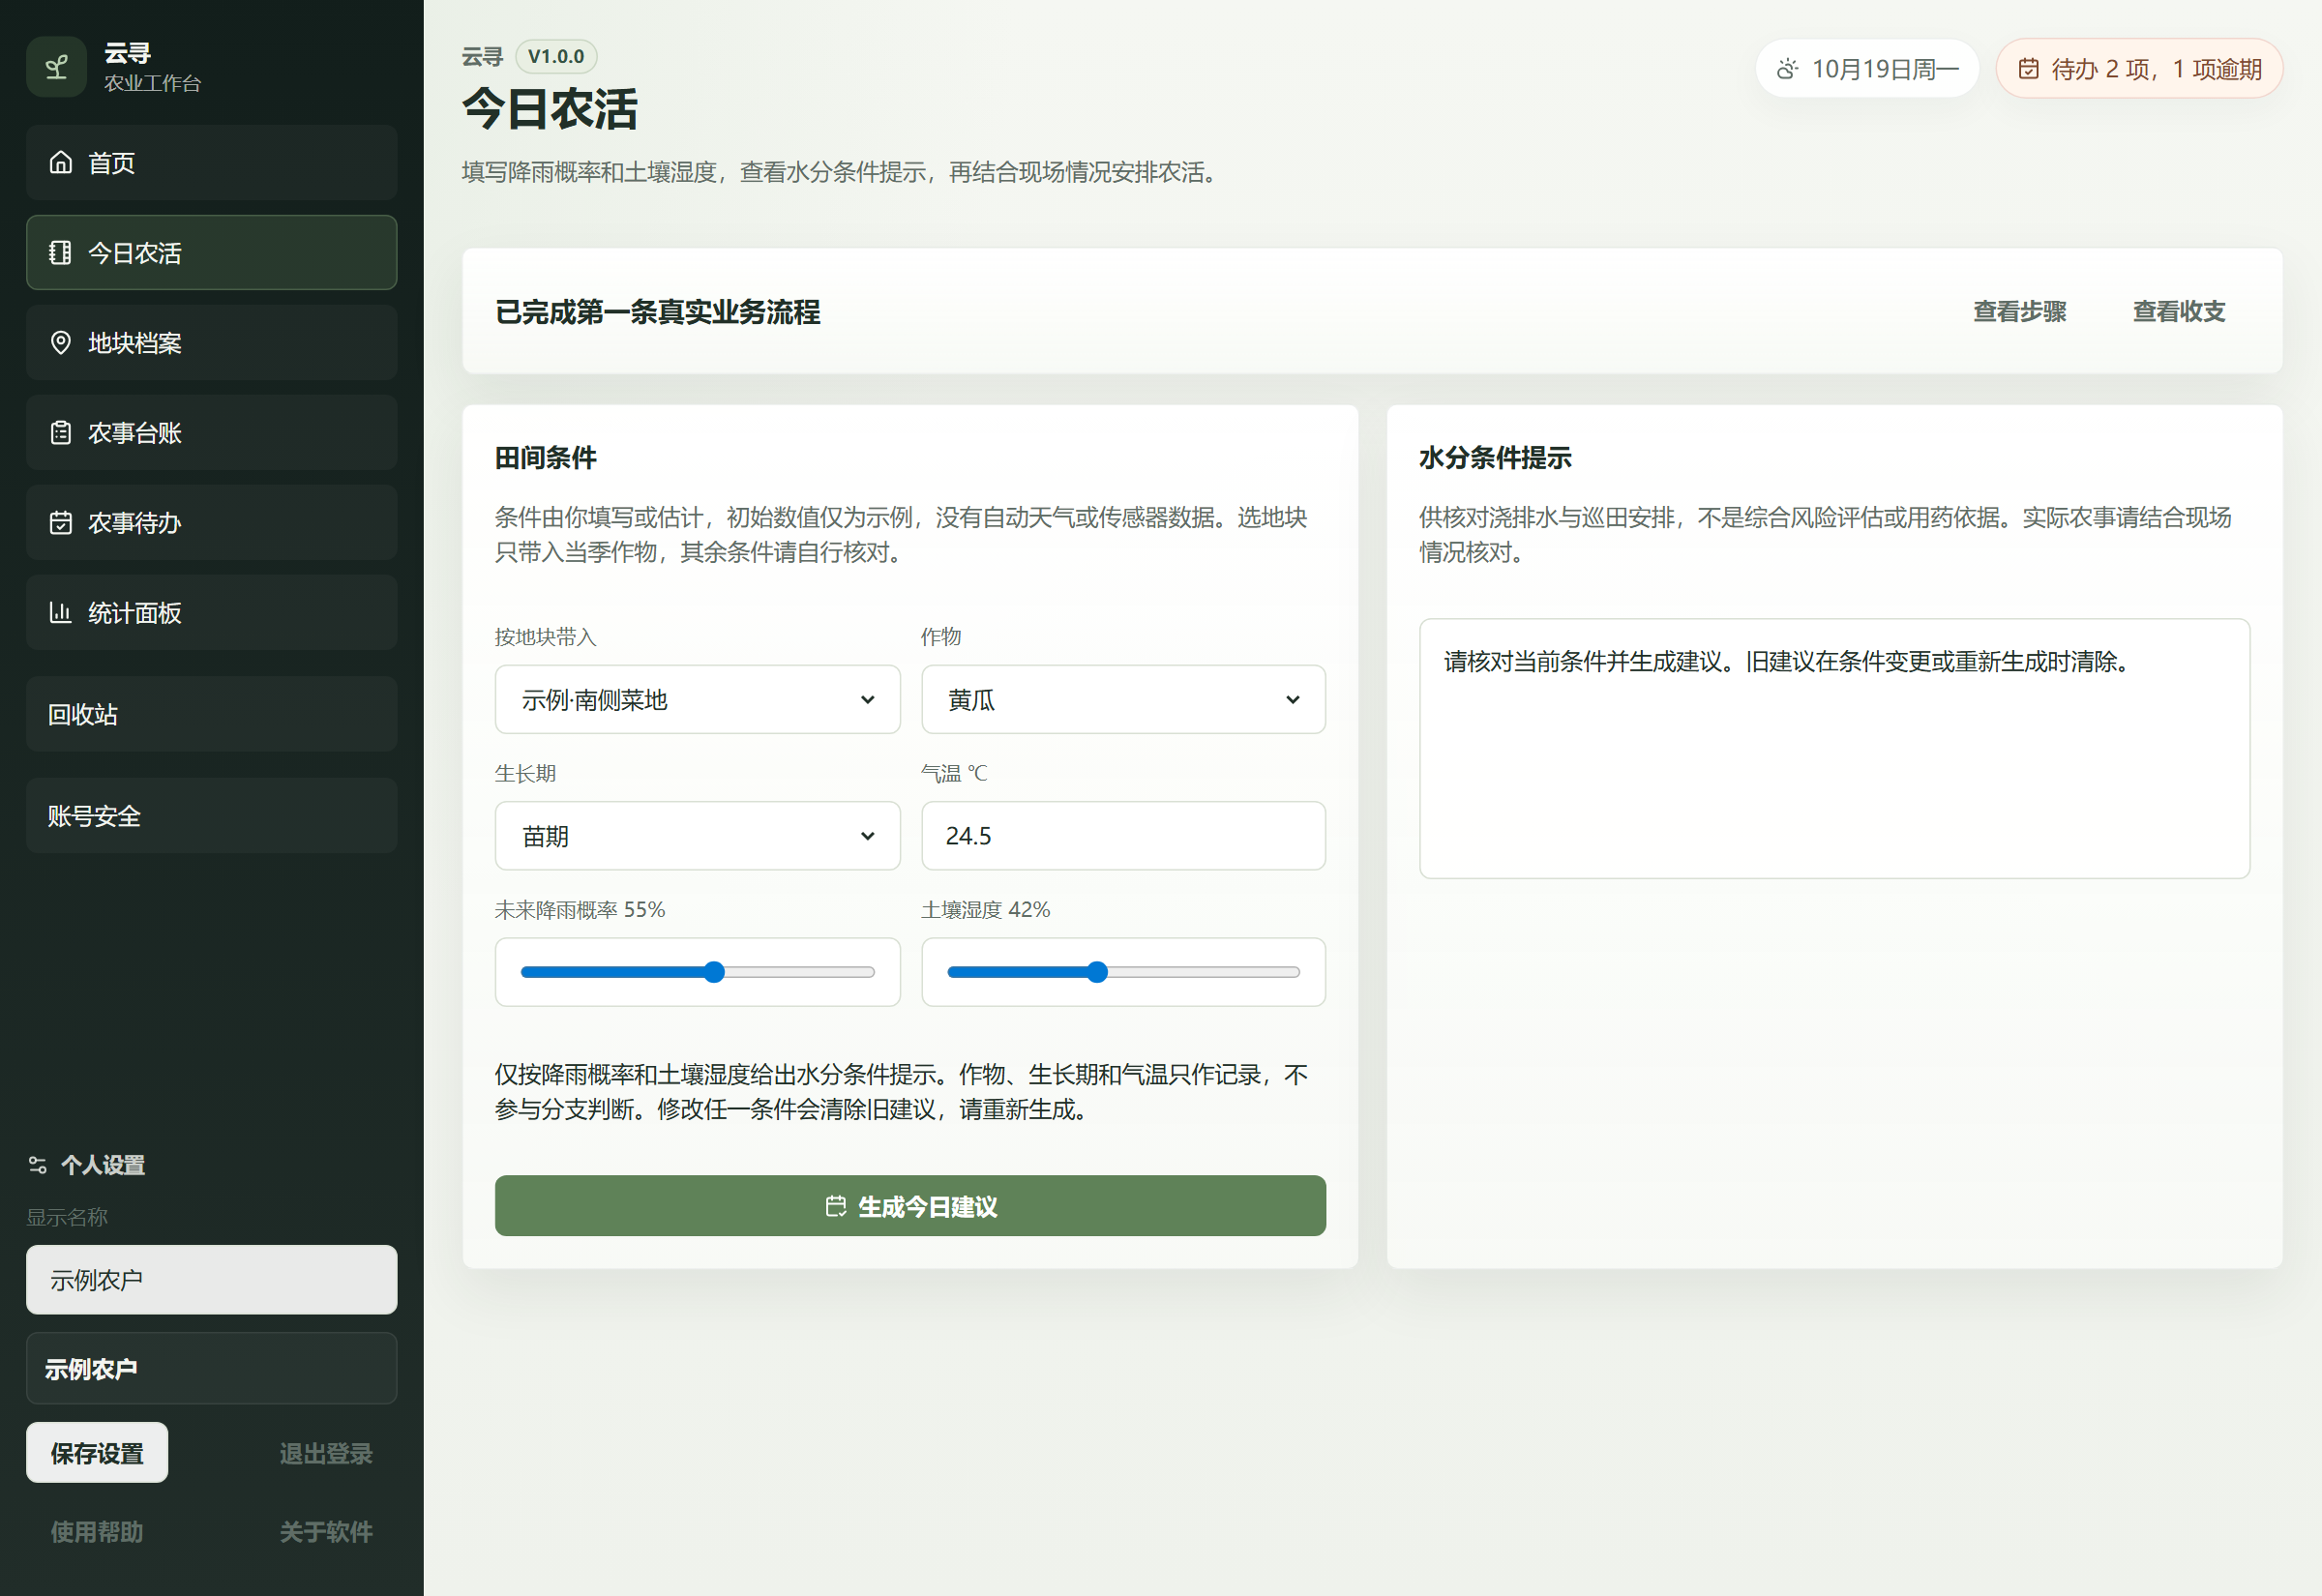 云寻
农业工作台
首页
今日农活
地块档案
农事台账
农事待办
统计面板
回收站
账号安全
个人设置
显示名称
示例农户
示例农户
保存设置
退出登录
使用帮助
关于软件
云寻 V1.0.0
今日农活
填写降雨概率和土壤湿度，查看水分条件提示，再结合现场情况安排农活。
10月19日周一
待办 2 项，1 项逾期
已完成第一条真实业务流程
查看步骤
查看收支
田间条件
条件由你填写或估计，初始数值仅为示例，没有自动天气或传感器数据。选地块
只带入当季作物，其余条件请自行核对。
按地块带入
示例·南侧菜地
作物
黄瓜
生长期
苗期
气温 ℃
24.5
未来降雨概率 55%
土壤湿度 42%
仅按降雨概率和土壤湿度给出水分条件提示。作物、生长期和气温只作记录，不
参与分支判断。修改任一条件会清除旧建议，请重新生成。
生成今日建议
水分条件提示
供核对浇排水与巡田安排，不是综合风险评估或用药依据。实际农事请结合现场
情况核对。
请核对当前条件并生成建议。旧建议在条件变更或重新生成时清除。